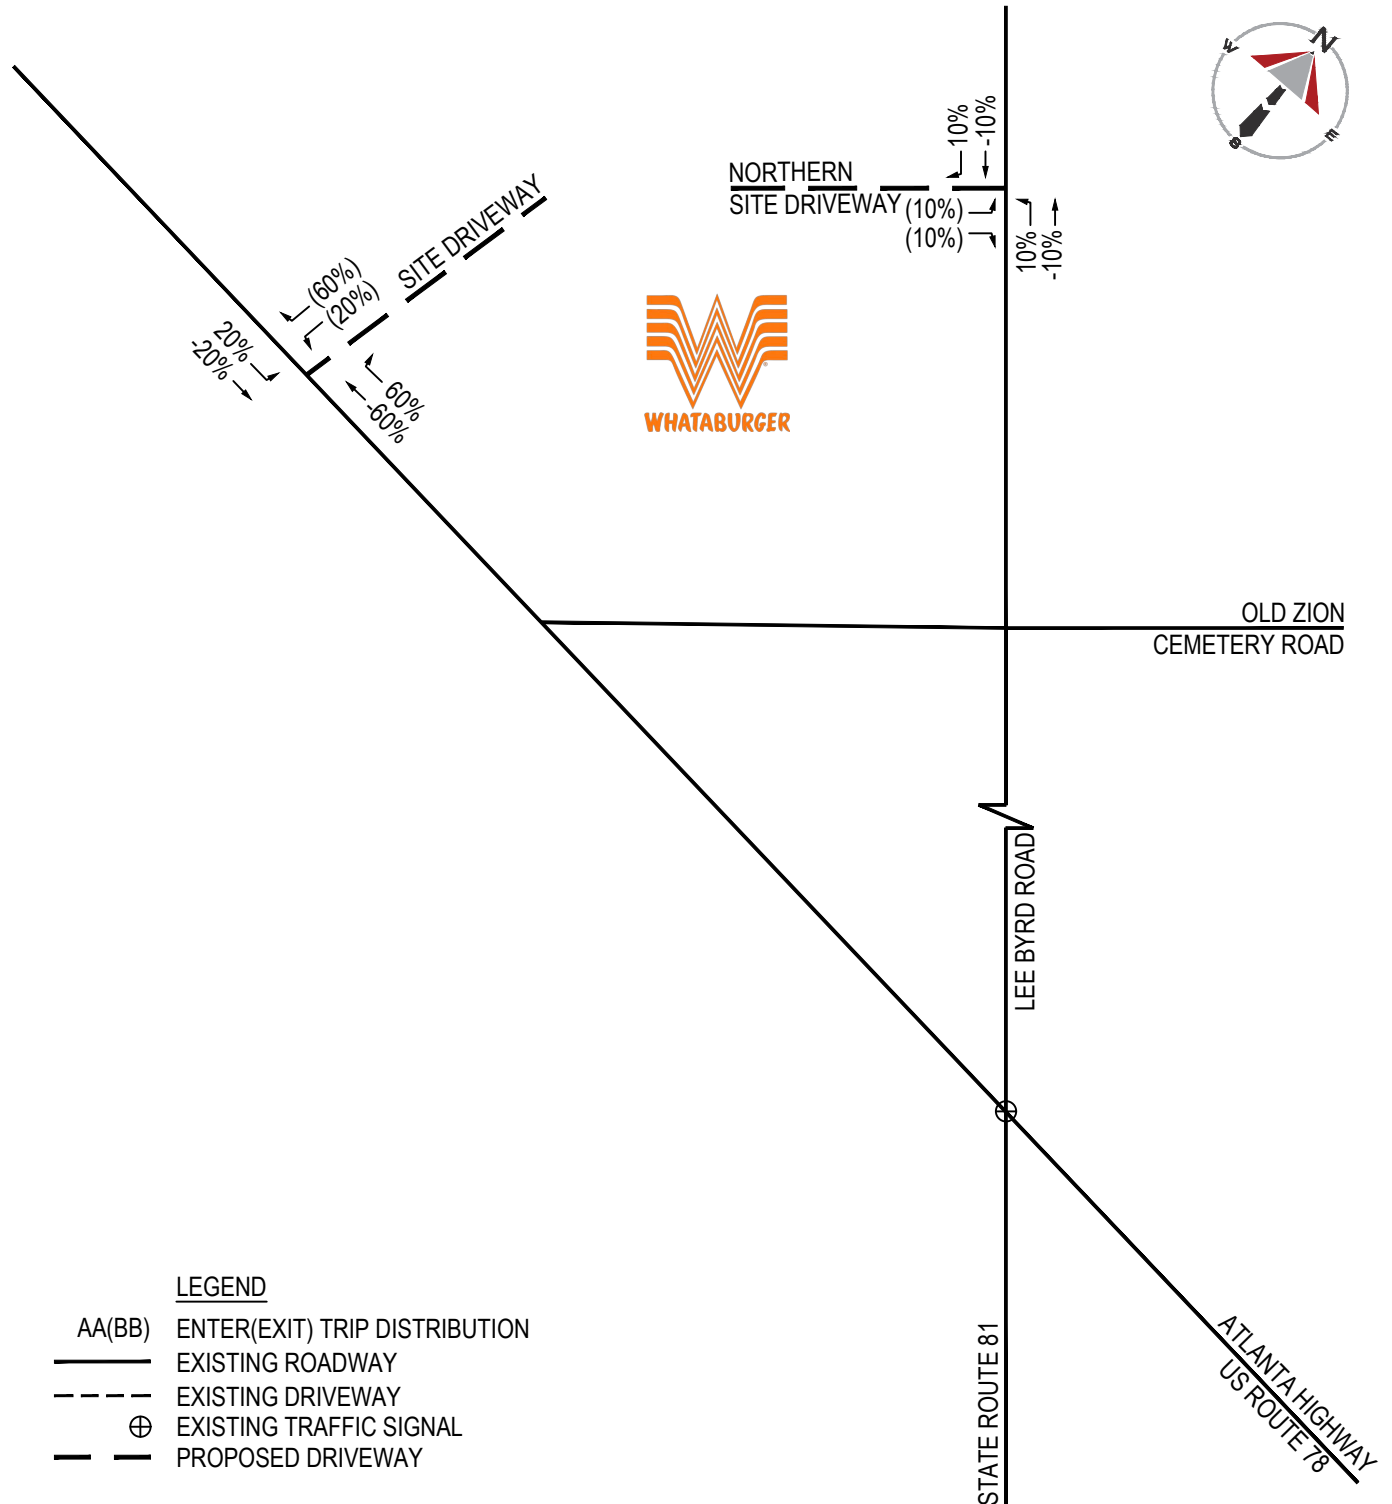 N
W
E
S
10%
-10%
NORTHERN
SITE DRIVEWAY
(10%)
(10%)
10%
-10%
SITE DRIVEWAY
(60%)
(20%)
20%
-20%
60%
-60%
WHATABURGER
®
OLD ZION
CEMETERY ROAD
LEE BYRD ROAD
STATE ROUTE 81
ATLANTA HIGHWAY
US ROUTE 78
LEGEND
AA(BB) ENTER(EXIT) TRIP DISTRIBUTION
EXISTING ROADWAY
EXISTING DRIVEWAY
EXISTING TRAFFIC SIGNAL
PROPOSED DRIVEWAY